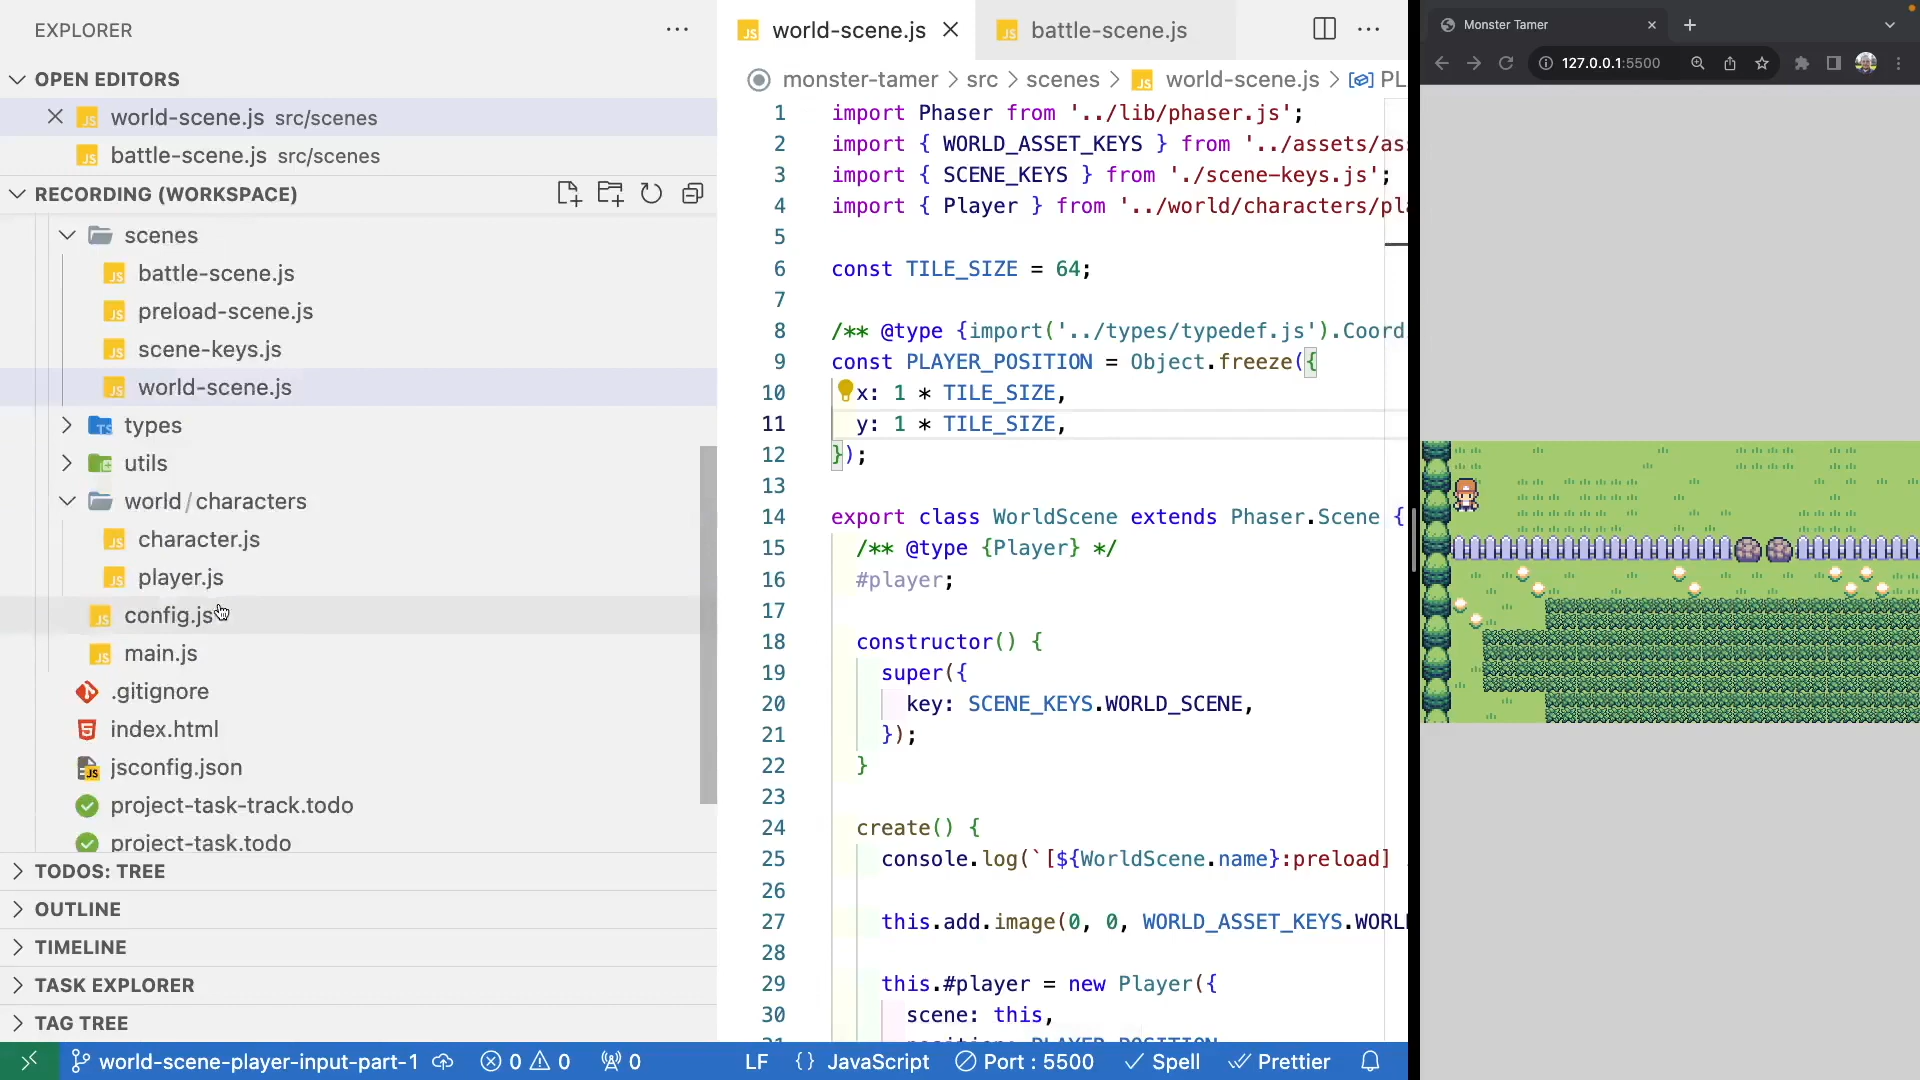 EXPLORER
OPEN EDITORS
world-scene.js src/scenes
battle-scene.js src/scenes
RECORDING (WORKSPACE)
scenes
battle-scene.js
preload-scene.js
scene-keys.js
world-scene.js
types
utils
world / characters
character.js
player.js
config.js
main.js
.gitignore
index.html
jsconfig.json
project-task-track.todo
project-task.todo
TODOS: TREE
OUTLINE
TIMELINE
TASK EXPLORER
TAG TREE
world-scene.js
battle-scene.js
monster-tamer > src > scenes > world-scene.js > PL
1 import Phaser from '../lib/phaser.js';
2 import { WORLD_ASSET_KEYS } from '../assets/as
3 import { SCENE_KEYS } from './scene-keys.js';
4 import { Player } from '../world/characters/pl
5
6 const TILE_SIZE = 64;
7
8 /** @type {import('../types/typedef.js').Coord
9 const PLAYER_POSITION = Object.freeze({
10 x: 1 * TILE_SIZE,
11 y: 1 * TILE_SIZE,
12 });
13
14 export class WorldScene extends Phaser.Scene {
15 /** @type {Player} */
16 #player;
17
18 constructor() {
19 super({
20 key: SCENE_KEYS.WORLD_SCENE,
21 });
22 }
23
24 create() {
25 console.log(`[${WorldScene.name}:preload]
26
27 this.add.image(0, 0, WORLD_ASSET_KEYS.WORL
28
29 this.#player = new Player({
30 scene: this,
31 position: PLAYER_POSITION
world-scene-player-input-part-1 0 0 0 LF {} JavaScript Port : 5500 Spell Prettier
Monster Tamer
127.0.0.1:5500